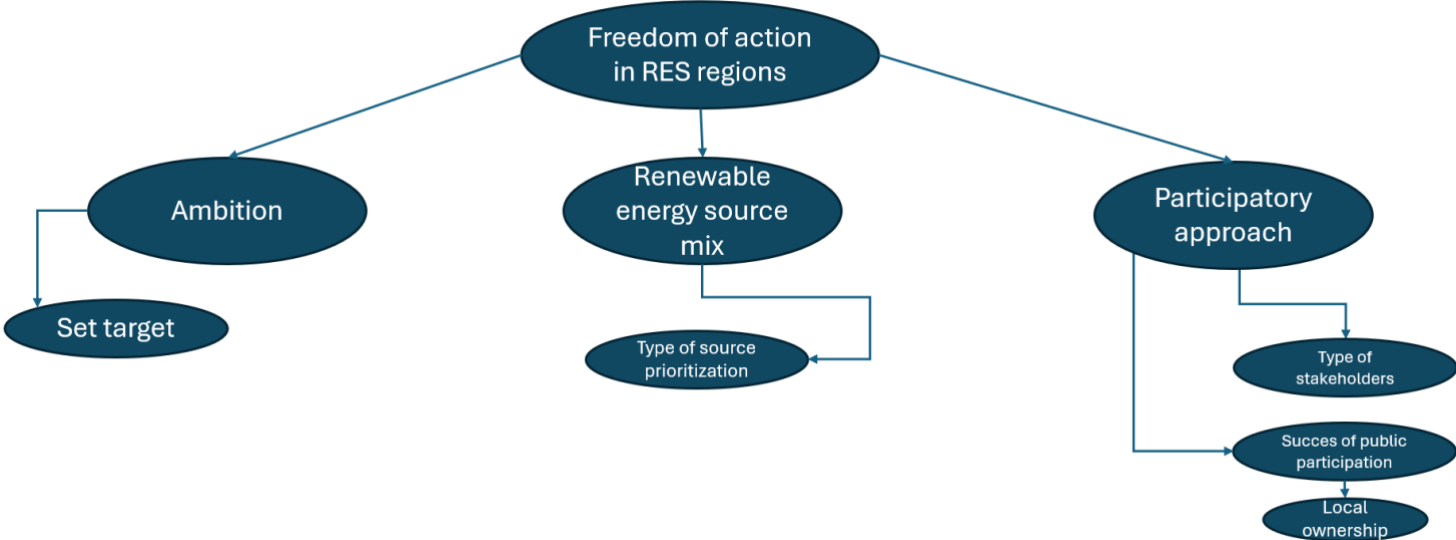 Freedom of action
in RES regions
Ambition
Renewable
energy source
mix
Participatory
approach
Set target
Type of source
prioritization
Type of
stakeholders
Succes of public
participation
Local
ownership